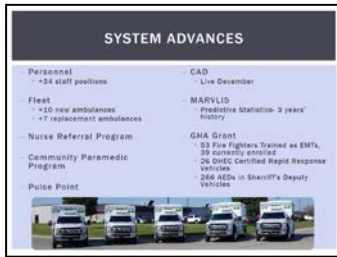 SYSTEM ADVANCES
– Personnel
• +34 staff positions
– Fleet
• +10 new ambulances
• +7 replacement ambulances
– Nurse Referral Program
– Community Paramedic
Program
– Pulse Point
– CAD
• Live December
– MARVLIS
• Predictive Statistics- 3 years'
history
– GHA Grant
• 53 Fire Fighters Trained as EMTs,
39 currently enrolled
• 26 DHEC Certified Rapid Response
Vehicles
• 266 AEDs in Sherriff's Deputy
Vehicles